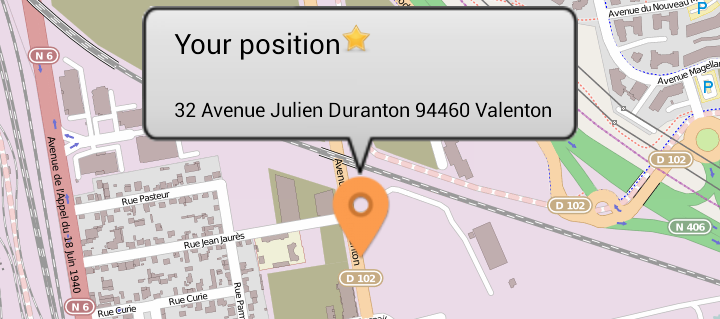 Avenue du Nouveau M
P
N 6
Your position
Avenue Magellan
P
32 Avenue Julien Duranton 94460 Valenton
Avenue de l'Appel du 18 Juin 1940
D 102
Rue Pasteur
D 102
N 406
Rue Jean Jaurès
D 102
Rue Curie
Rue Curie
N 6